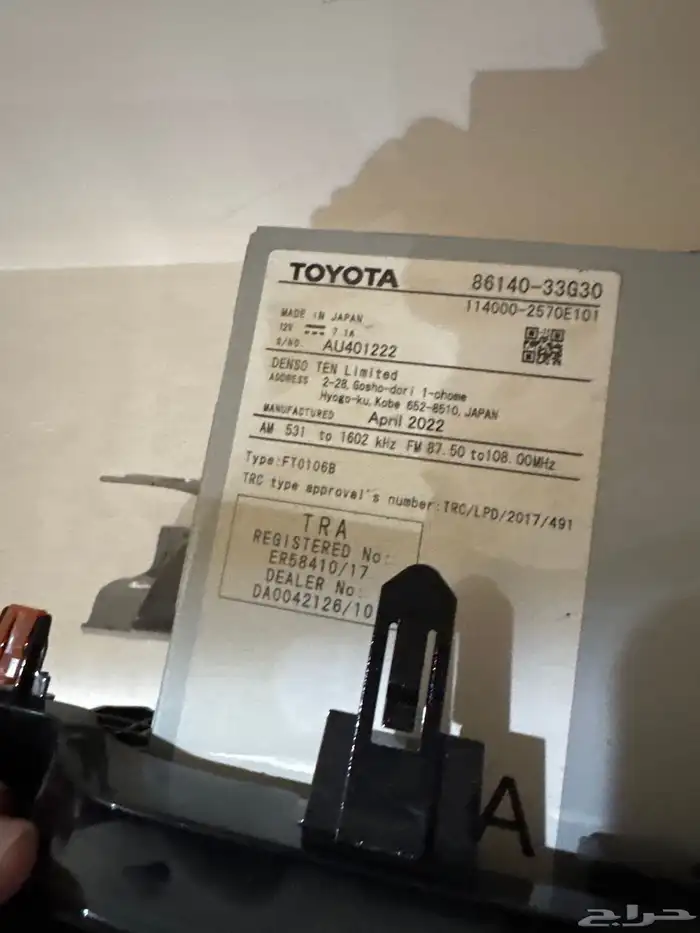 TOYOTA 86140-33G30
114000-2570E101
MADE IN JAPAN
12V 7.1A
S/NO. AU401222
DENSO TEN Limited
ADDRESS 2-28, Gosho-dori 1-chome
Hyogo-ku, Kobe 652-8510, JAPAN
MANUFACTURED April 2022
AM 531 to 1602 kHz FM 87.50 to108.00MHz
Type:FT0106B
TRC type approval's number:TRC/LPD/2017/491
TRA
REGISTERED No:
ER58410/17
DEALER No:
DA0042126/10
A
حراج